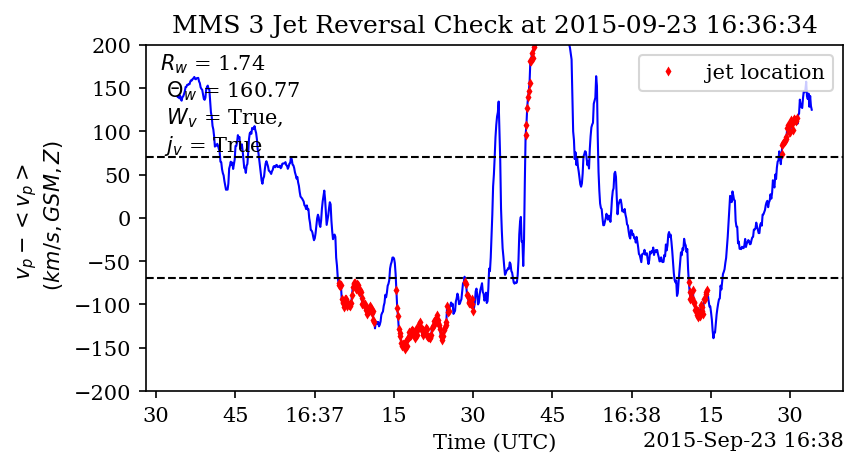 MMS 3 Jet Reversal Check at 2015-09-23 16:36:34
R_w = 1.74
Θ_w = 160.77
W_v = True,
j_v = True
jet location
v_p − < v_p >
(km/s, GSM, Z)
200
150
100
50
0
−50
−100
−150
−200
30 45 16:37 15 30 45 16:38 15 30
Time (UTC)
2015-Sep-23 16:38